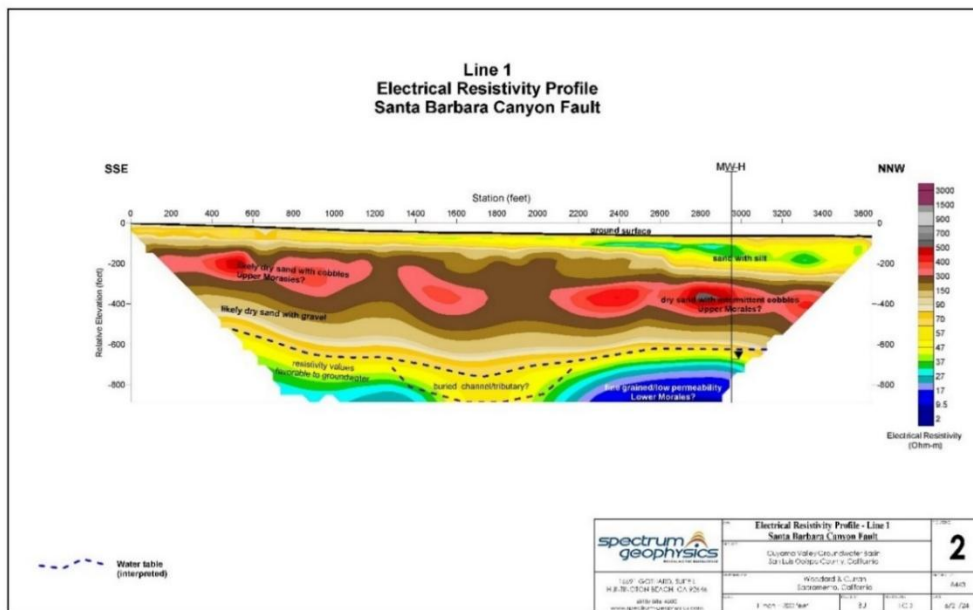 Line 1
Electrical Resistivity Profile
Santa Barbara Canyon Fault
SSE
MW-H
NNW
Station (feet)
0 200 400 600 800 1000 1200 1400 1600 1800 2000 2200 2400 2600 2800 3000 3200 3400 3600
ground surface
sand with silt
likely dry sand with cobbles
Upper Morales?
dry sand with intermittent cobbles
Upper Morales?
likely dry sand with gravel
resistivity values
favorable to groundwater
buried channel/tributary?
fine grained/low permeability
Lower Morales?
Relative Elevation (feet)
0
-200
-400
-600
-800
0
-200
-400
-600
-800
3000
1500
900
700
500
300
150
90
70
57
47
37
27
17
9.5
2
Electrical Resistivity
(Ohm-m)
Water table
(interpreted)
spectrum
geophysics
HUNTINGTON BEACH, CA
Electrical Resistivity Profile - Line 1
Santa Barbara Canyon Fault
Cuyama Valley Groundwater Basin
San Luis Obispo County, California
Woodard & Curran
Sacramento, California
2